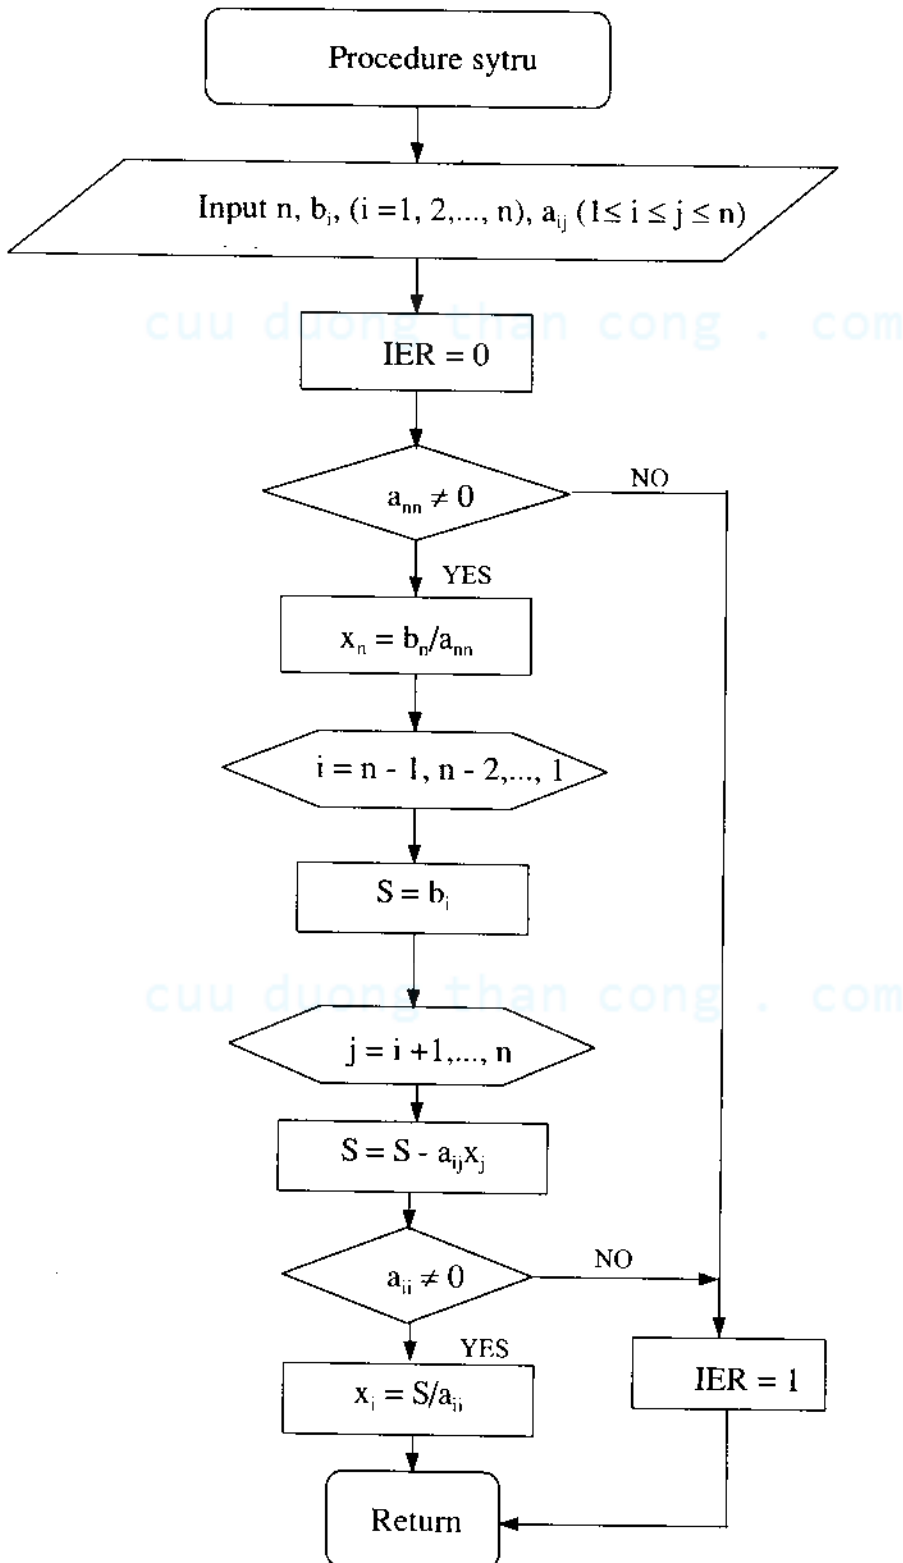 Procedure sytru
Input n, bᵢ, (i =1, 2,..., n), aᵢⱼ (1≤ i ≤ j ≤ n)
cuu duong than cong . com
IER = 0
NO
aₙₙ ≠ 0
YES
xₙ = bₙ/aₙₙ
i = n - 1, n - 2,..., 1
S = bᵢ
cuu duong than cong . com
j = i +1,..., n
S = S - aᵢⱼxⱼ
NO
aᵢᵢ ≠ 0
YES
xᵢ = S/aᵢᵢ
IER = 1
Return